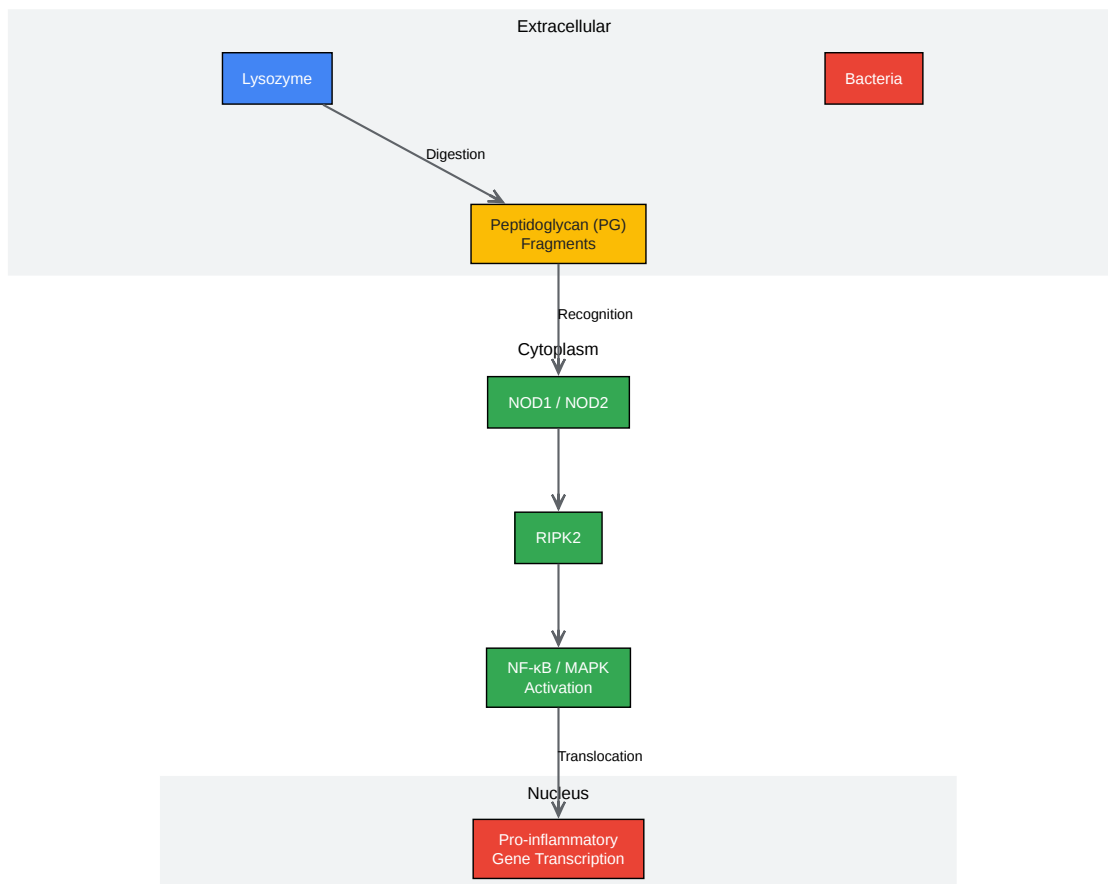 Extracellular
Lysozyme
Bacteria
Digestion
Peptidoglycan (PG)
Fragments
Recognition
Cytoplasm
NOD1 / NOD2
RIPK2
NF-κB / MAPK
Activation
Translocation
Nucleus
Pro-inflammatory
Gene Transcription